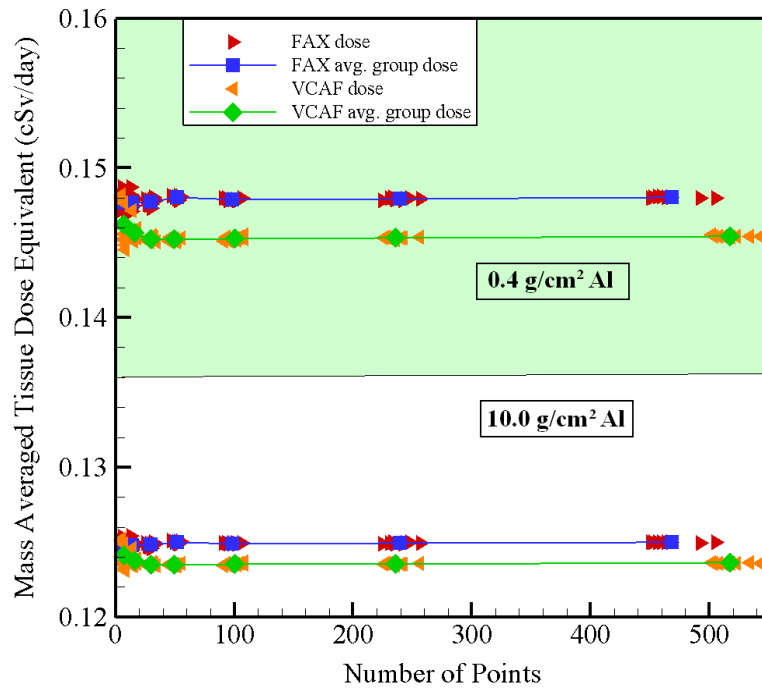 0.16
FAX dose
FAX avg. group dose
VCAF dose
VCAF avg. group dose
0.15
0.4 g/cm² Al
0.14
10.0 g/cm² Al
0.13
0.12
0 100 200 300 400 500
Number of Points
Mass Averaged Tissue Dose Equivalent (cSv/day)